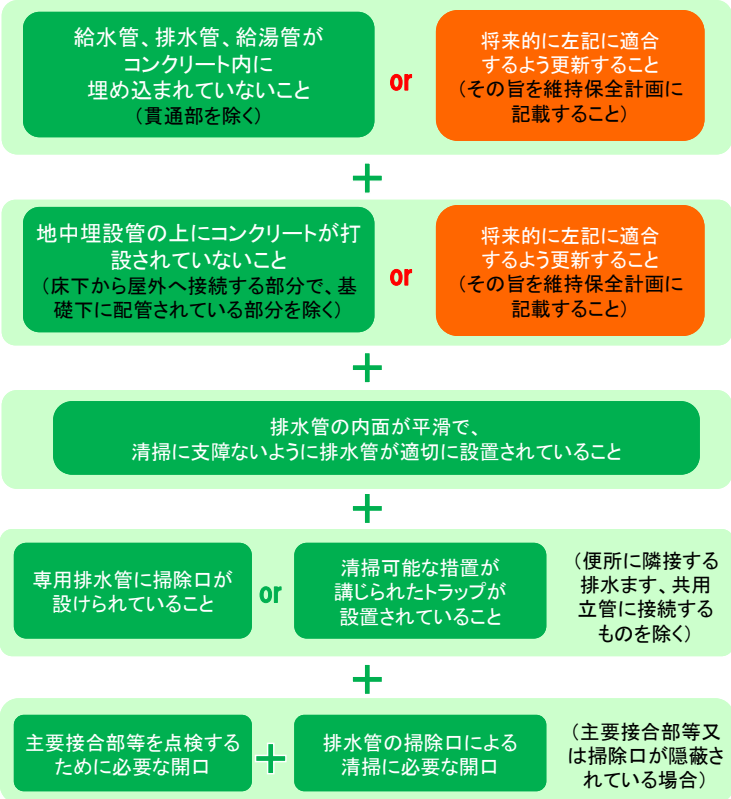 給水管、排水管、給湯管が
コンクリート内に
埋め込まれていないこと
（貫通部を除く）
or
将来的に左記に適合
するよう更新すること
（その旨を維持保全計画に
記載すること）
＋
地中埋設管の上にコンクリートが打
設されていないこと
（床下から屋外へ接続する部分で、基
礎下に配管されている部分を除く）
or
将来的に左記に適合
するよう更新すること
（その旨を維持保全計画に
記載すること）
＋
排水管の内面が平滑で、
清掃に支障ないように排水管が適切に設置されていること
＋
専用排水管に掃除口が
設けられていること
or
清掃可能な措置が
講じられたトラップが
設置されていること
（便所に隣接する
排水ます、共用
立管に接続する
ものを除く）
＋
主要接合部等を点検する
ために必要な開口
＋
排水管の掃除口による
清掃に必要な開口
（主要接合部等又
は掃除口が隠蔽さ
れている場合）